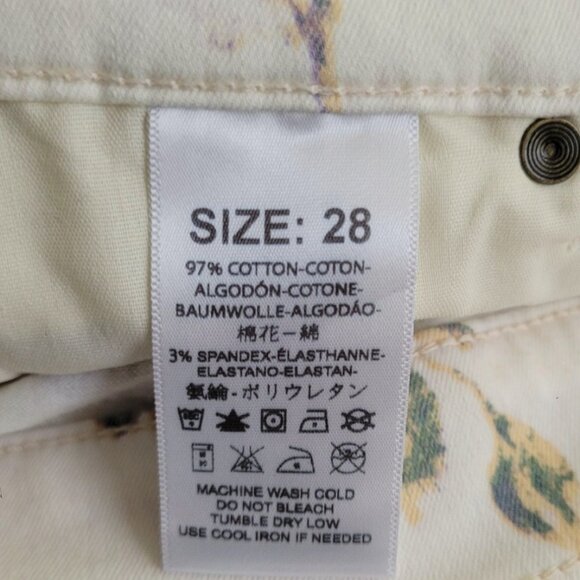 SIZE: 28
97% COTTON-COTON-
ALGODÓN-COTONE-
BAUMWOLLE-ALGODÃO-
棉花－綿
3% SPANDEX-ÉLASTHANNE-
ELASTANO-ELASTAN-
氨綸-ポリウレタン
MACHINE WASH COLD
DO NOT BLEACH
TUMBLE DRY LOW
USE COOL IRON IF NEEDED